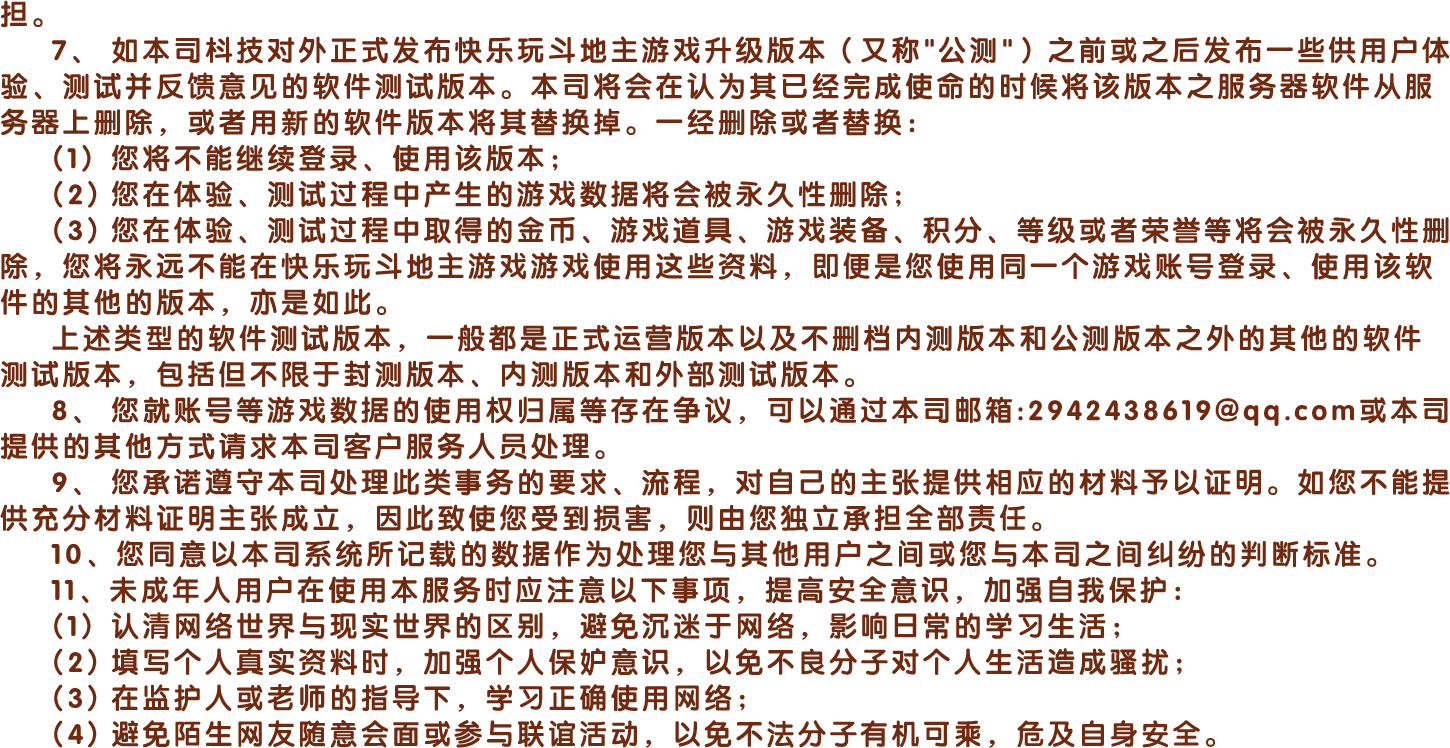 担。
7、 如本司科技对外正式发布快乐玩斗地主游戏升级版本（又称"公测"）之前或之后发布一些供用户体
验、测试并反馈意见的软件测试版本。本司将会在认为其已经完成使命的时候将该版本之服务器软件从服
务器上删除，或者用新的软件版本将其替换掉。一经删除或者替换：
（1）您将不能继续登录、使用该版本；
（2）您在体验、测试过程中产生的游戏数据将会被永久性删除；
（3）您在体验、测试过程中取得的金币、游戏道具、游戏装备、积分、等级或者荣誉等将会被永久性删
除，您将永远不能在快乐玩斗地主游戏游戏使用这些资料，即便是您使用同一个游戏账号登录、使用该软
件的其他的版本，亦是如此。
上述类型的软件测试版本，一般都是正式运营版本以及不删档内测版本和公测版本之外的其他的软件
测试版本，包括但不限于封测版本、内测版本和外部测试版本。
8、 您就账号等游戏数据的使用权归属等存在争议，可以通过本司邮箱:2942438619@qq.com或本司
提供的其他方式请求本司客户服务人员处理。
9、 您承诺遵守本司处理此类事务的要求、流程，对自己的主张提供相应的材料予以证明。如您不能提
供充分材料证明主张成立，因此致使您受到损害，则由您独立承担全部责任。
10、您同意以本司系统所记载的数据作为处理您与其他用户之间或您与本司之间纠纷的判断标准。
11、未成年人用户在使用本服务时应注意以下事项，提高安全意识，加强自我保护：
（1）认清网络世界与现实世界的区别，避免沉迷于网络，影响日常的学习生活；
（2）填写个人真实资料时，加强个人保妒意识，以免不良分子对个人生活造成骚扰；
（3）在监护人或老师的指导下，学习正确使用网络；
（4）避免陌生网友随意会面或参与联谊活动，以免不法分子有机可乘，危及自身安全。